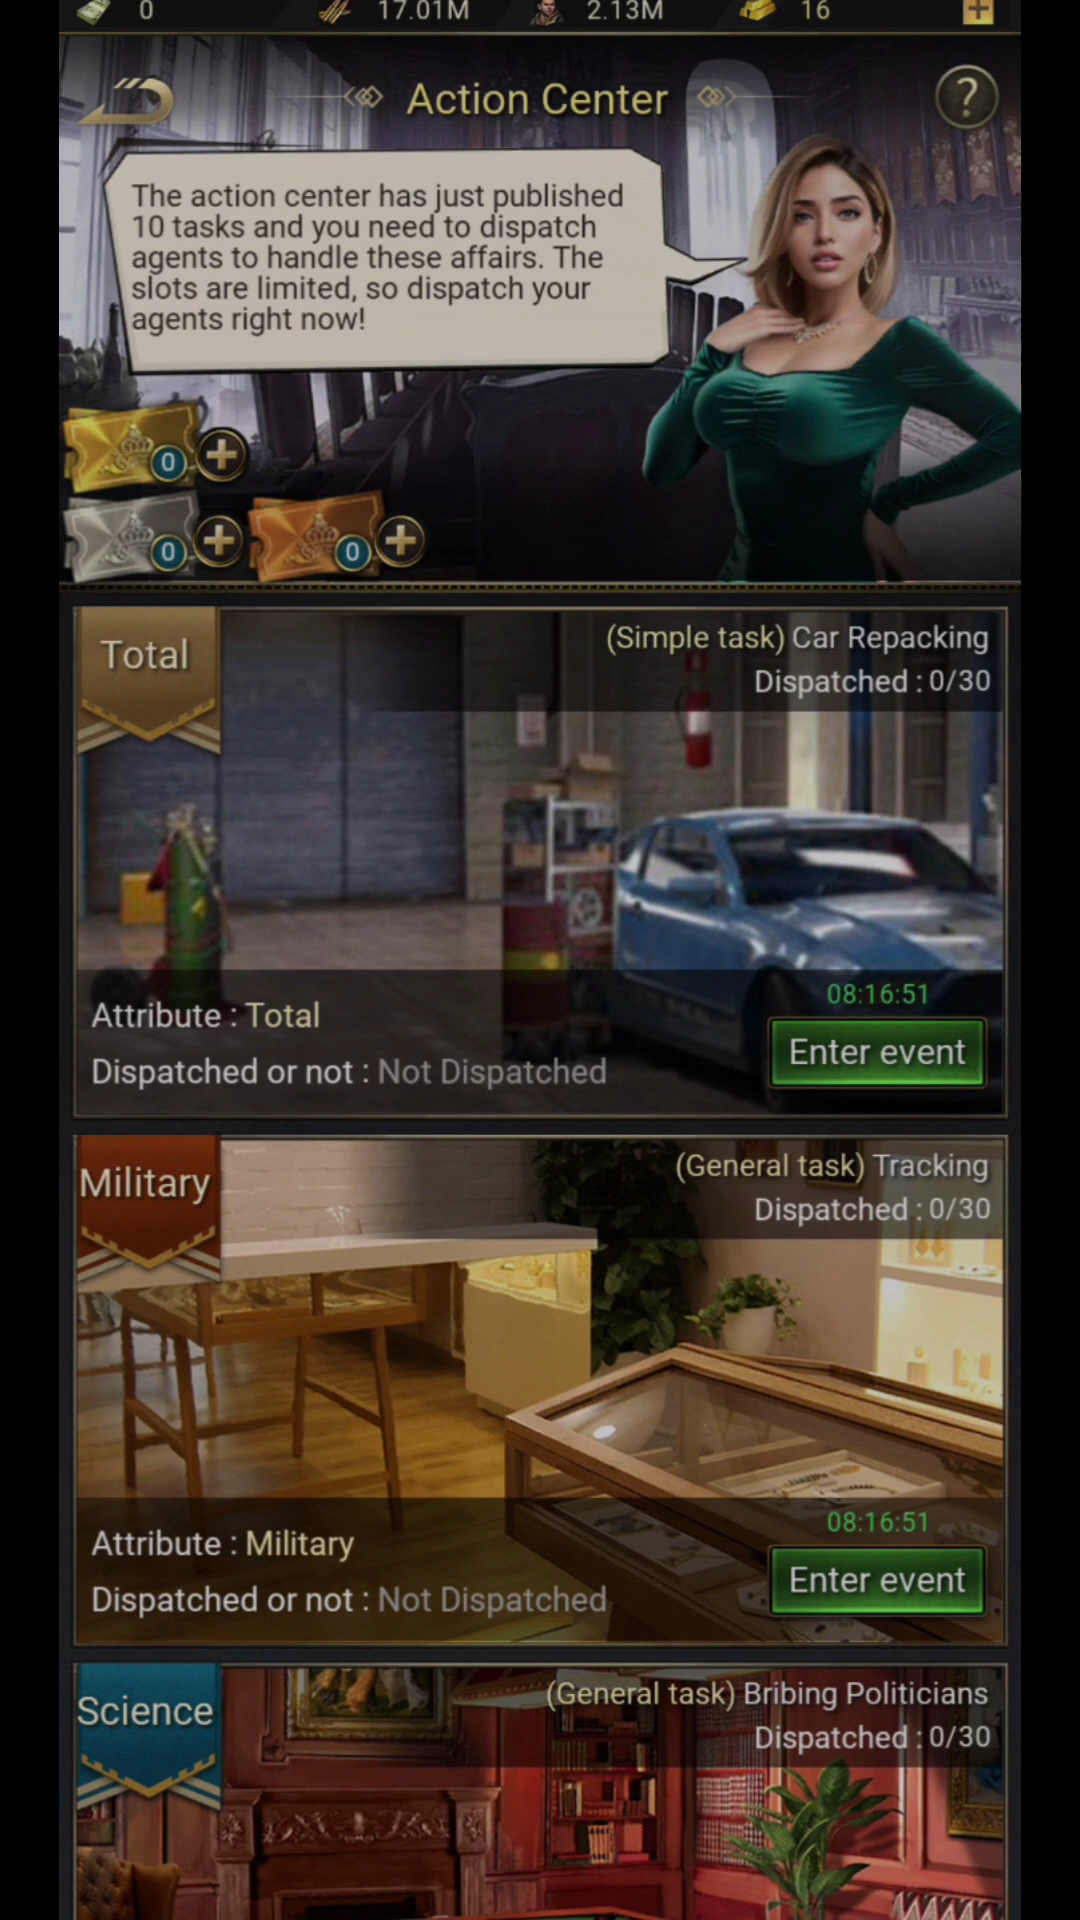 0 17.01M 2.13M 16
Action Center
?
The action center has just published
10 tasks and you need to dispatch
agents to handle these affairs. The
slots are limited, so dispatch your
agents right now!
0
0
0
Total
(Simple task) Car Repacking
Dispatched : 0/30
08:16:51
Attribute : Total
Enter event
Dispatched or not : Not Dispatched
Military
(General task) Tracking
Dispatched : 0/30
08:16:51
Attribute : Military
Enter event
Dispatched or not : Not Dispatched
Science
(General task) Bribing Politicians
Dispatched : 0/30